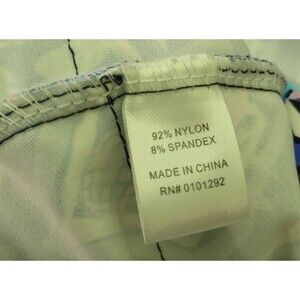 92% NYLON
8% SPANDEX
MADE IN CHINA
RN# 0101292